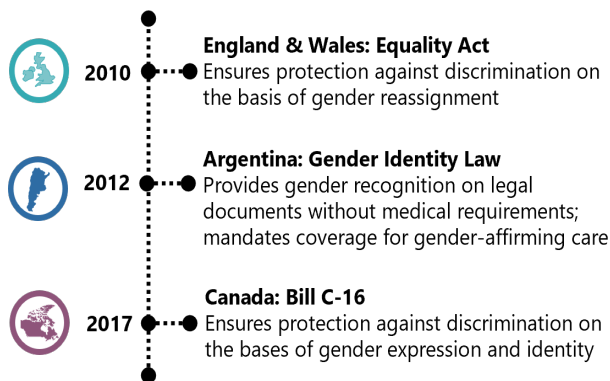 England & Wales: Equality Act
2010
Ensures protection against discrimination on
the basis of gender reassignment
Argentina: Gender Identity Law
2012
Provides gender recognition on legal
documents without medical requirements;
mandates coverage for gender-affirming care
Canada: Bill C-16
2017
Ensures protection against discrimination on
the bases of gender expression and identity